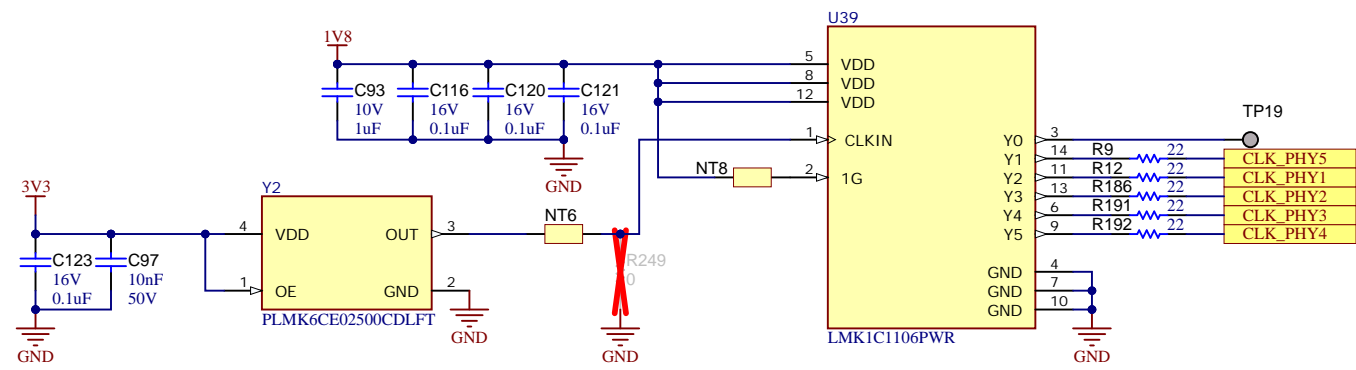 U39
1V8
5 VDD
8 VDD
12 VDD
C93
10V
1uF
C116
16V
0.1uF
C120
16V
0.1uF
C121
16V
0.1uF
GND
1 CLKIN
NT8
2 1G
TP19
Y0 3
Y1 14 R9 22 CLK_PHY5
Y2 11 R12 22 CLK_PHY1
Y3 13 R186 22 CLK_PHY2
Y4 6 R191 22 CLK_PHY3
Y5 9 R192 22 CLK_PHY4
GND 4
GND 7
GND 10
GND
LMK1C1106PWR
3V3
C123
16V
0.1uF
C97
10nF
50V
GND
Y2
4 VDD OUT 3
1 OE GND 2
PLMK6CE02500CDLFT
GND
NT6
R249
0
GND